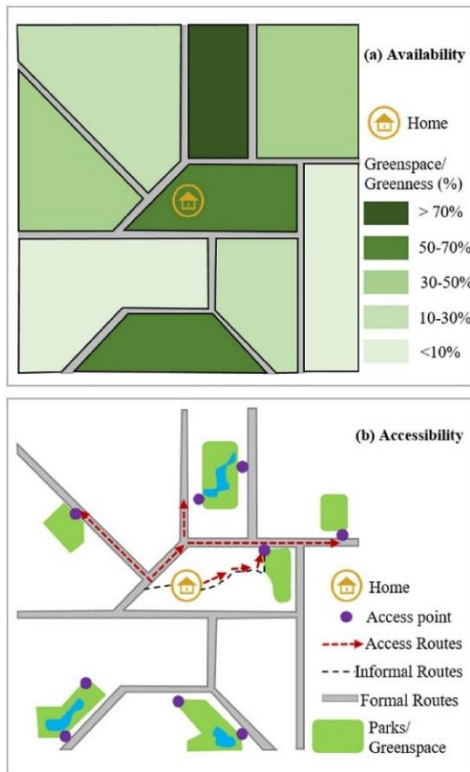 (a) Availability
Home
Greenspace/
Greenness (%)
> 70%
50-70%
30-50%
10-30%
<10%
(b) Accessibility
Home
Access point
Access Routes
Informal Routes
Formal Routes
Parks/
Greenspace